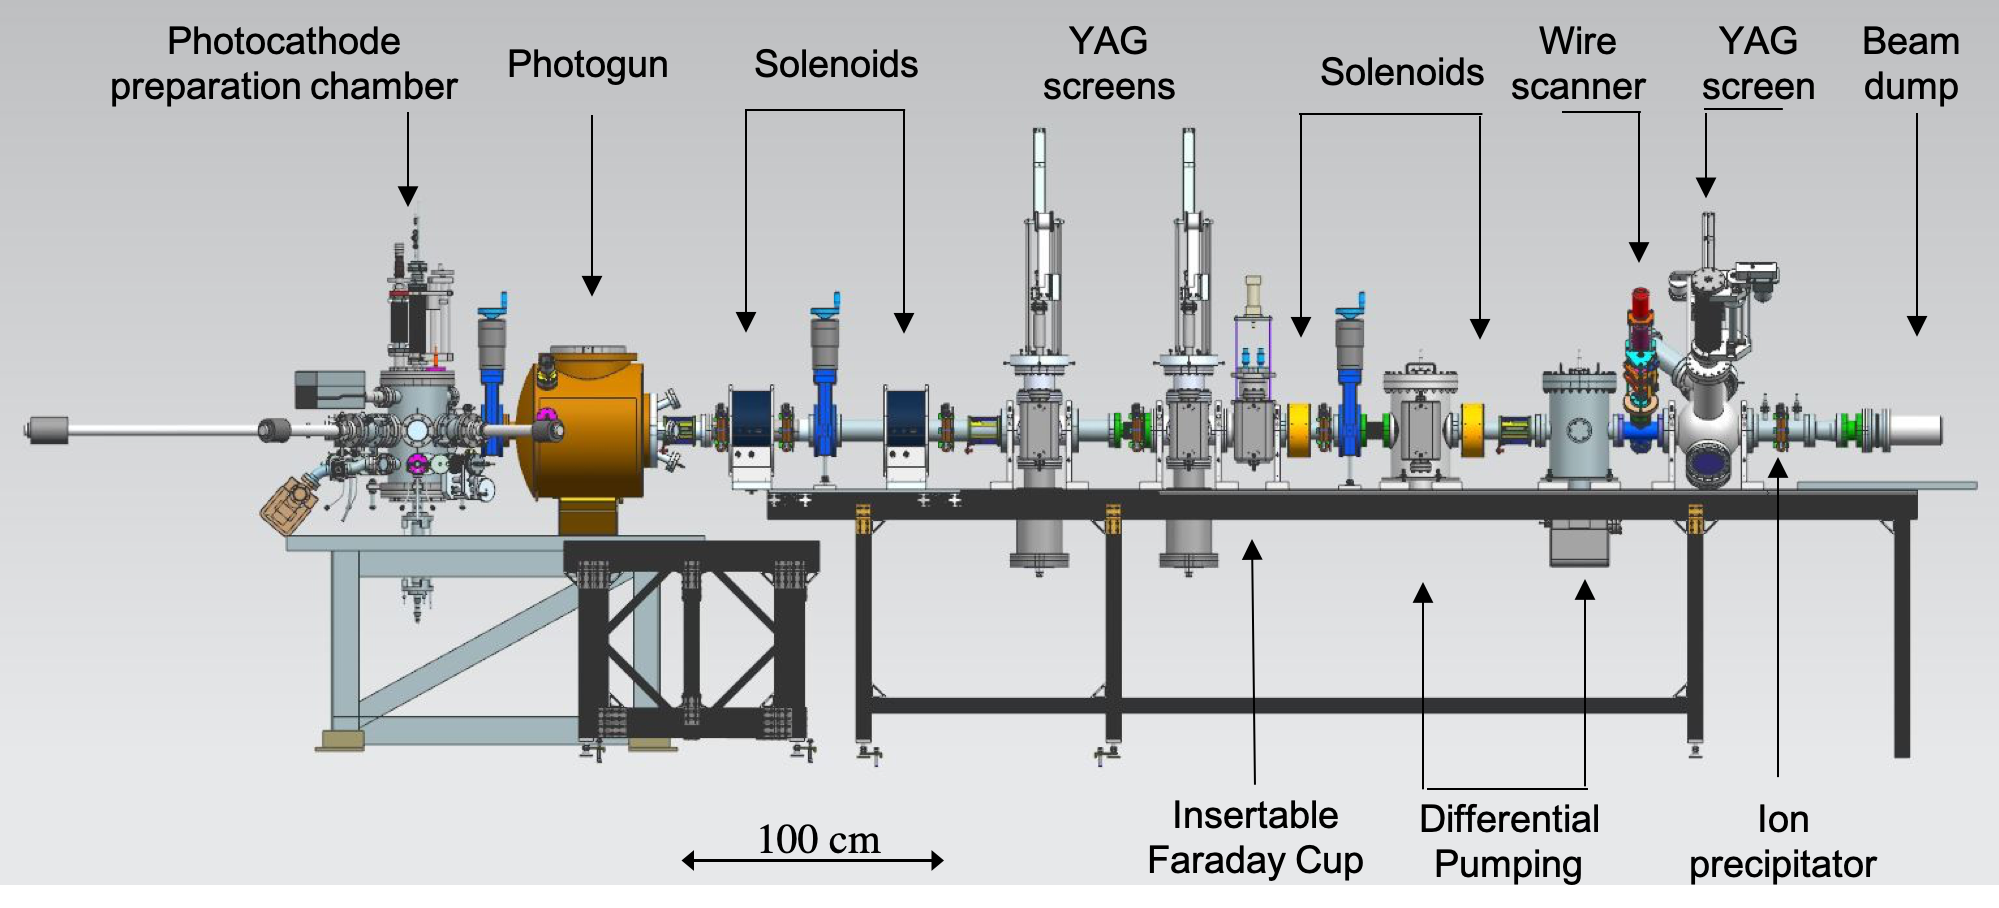 Photocathode
preparation chamber
Photogun
Solenoids
YAG
screens
Solenoids
Wire
scanner
YAG
screen
Beam
dump
100 cm
Insertable
Faraday Cup
Differential
Pumping
Ion
precipitator